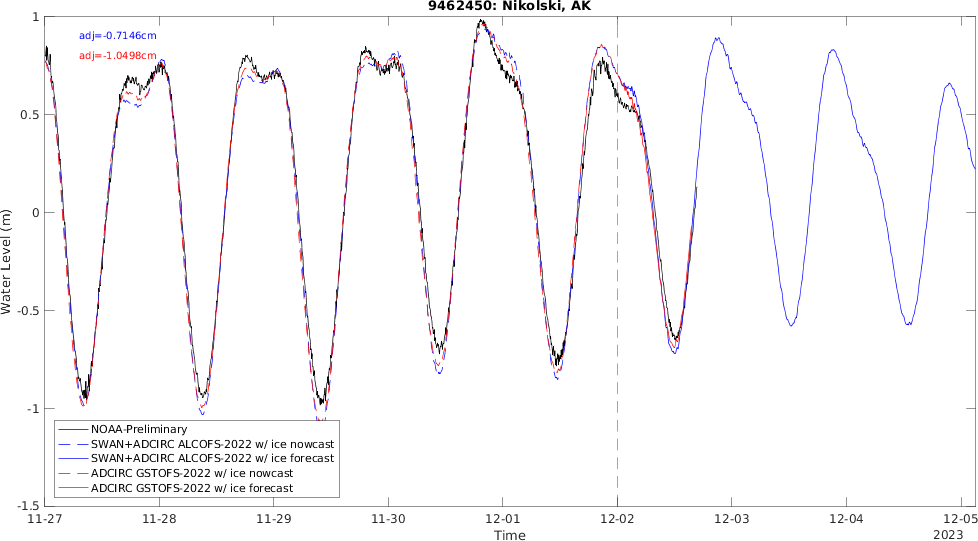 9462450: Nikolski, AK
adj=-0.7146cm
adj=-1.0498cm
Water Level (m)
1
0.5
0
-0.5
-1
-1.5
NOAA-Preliminary
SWAN+ADCIRC ALCOFS-2022 w/ ice nowcast
SWAN+ADCIRC ALCOFS-2022 w/ ice forecast
ADCIRC GSTOFS-2022 w/ ice nowcast
ADCIRC GSTOFS-2022 w/ ice forecast
11-27 11-28 11-29 11-30 12-01 12-02 12-03 12-04 12-05
Time
2023